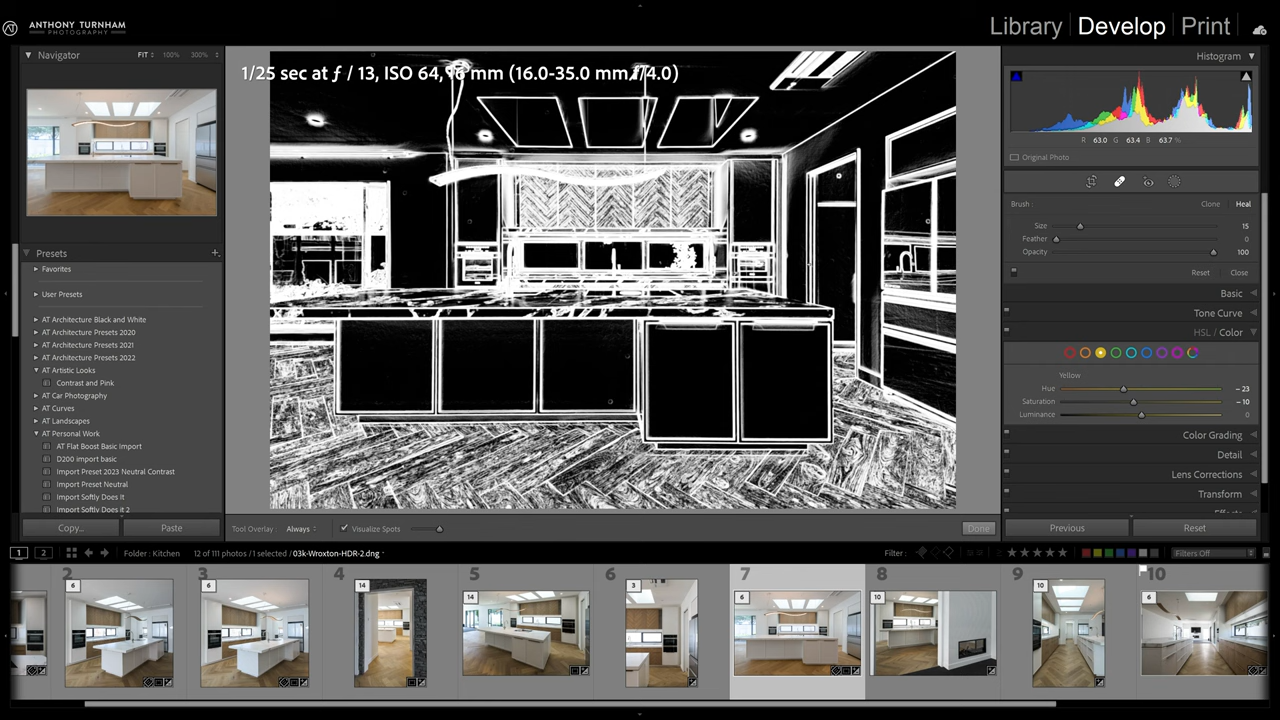 AT ANTHONY TURNHAM
PHOTOGRAPHY
Library Develop Print
Navigator FIT 100% 300%
1/25 sec at ƒ / 13, ISO 64, mm (16.0-35.0 mm f/4.0)
Histogram
R 63.0 G 63.4 B 63.7 %
Original Photo
Brush : Clone Heal
Size 15
Feather 0
Opacity 100
Reset Close
Basic
Tone Curve
HSL / Color
Yellow
Hue – 23
Saturation – 10
Luminance 0
Color Grading
Detail
Lens Corrections
Transform
Presets +
Favorites
User Presets
AT Architecture Black and White
AT Architecture Presets 2020
AT Architecture Presets 2021
AT Architecture Presets 2022
AT Artistic Looks
Contrast and Pink
AT Car Photography
AT Curves
AT Landscapes
AT Personal Work
AT Flat Boost Basic Import
D200 import basic
Import Preset 2023 Neutral Contrast
Import Preset Neutral
Import Softly Does it
Import Softly Does it 2
Copy... Paste
Tool Overlay : Always Visualize Spots Done
Previous Reset
1 2 Folder : Kitchen 12 of 111 photos / 1 selected / 03k-Wroxton-HDR-2.dng Filter : Filters Off
2 3 4 5 6 7 8 9 10
6 6 14 14 3 6 10 10 6